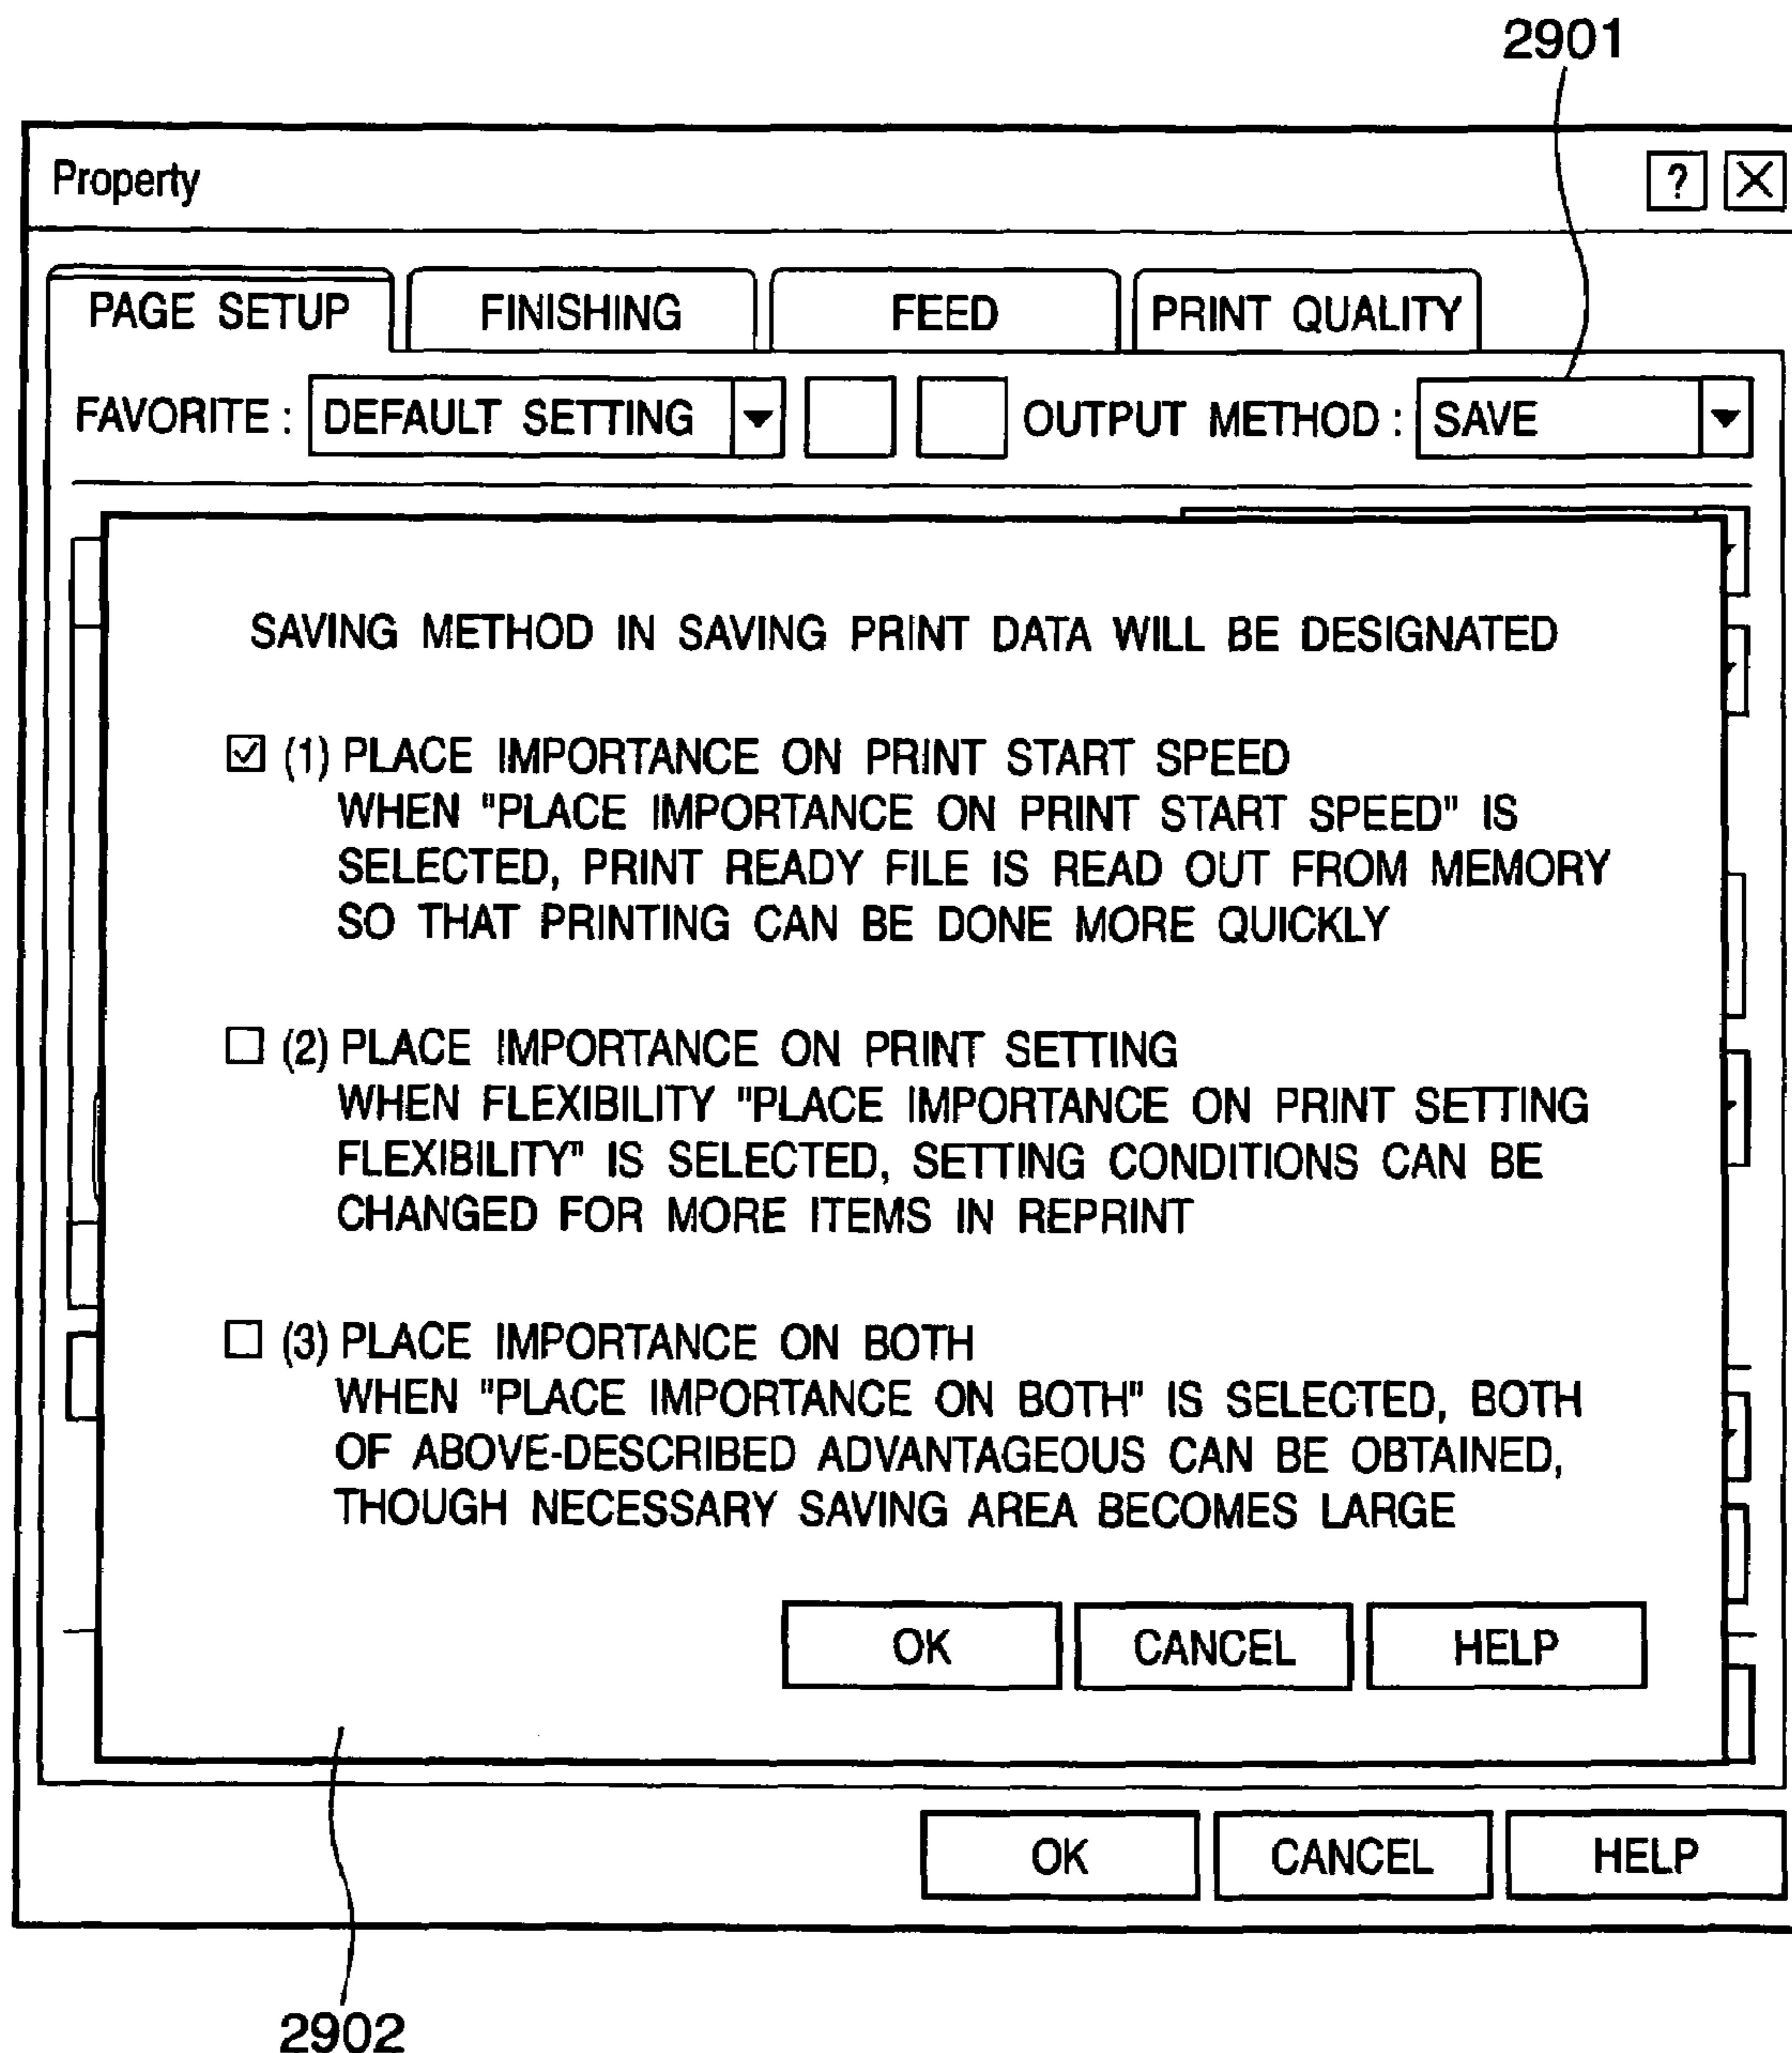 2901
Property ? X
PAGE SETUP FINISHING FEED PRINT QUALITY
FAVORITE : DEFAULT SETTING OUTPUT METHOD : SAVE
SAVING METHOD IN SAVING PRINT DATA WILL BE DESIGNATED
(1) PLACE IMPORTANCE ON PRINT START SPEED
WHEN "PLACE IMPORTANCE ON PRINT START SPEED" IS
SELECTED, PRINT READY FILE IS READ OUT FROM MEMORY
SO THAT PRINTING CAN BE DONE MORE QUICKLY
(2) PLACE IMPORTANCE ON PRINT SETTING
WHEN FLEXIBILITY "PLACE IMPORTANCE ON PRINT SETTING
FLEXIBILITY" IS SELECTED, SETTING CONDITIONS CAN BE
CHANGED FOR MORE ITEMS IN REPRINT
(3) PLACE IMPORTANCE ON BOTH
WHEN "PLACE IMPORTANCE ON BOTH" IS SELECTED, BOTH
OF ABOVE-DESCRIBED ADVANTAGEOUS CAN BE OBTAINED,
THOUGH NECESSARY SAVING AREA BECOMES LARGE
OK CANCEL HELP
OK CANCEL HELP
2902